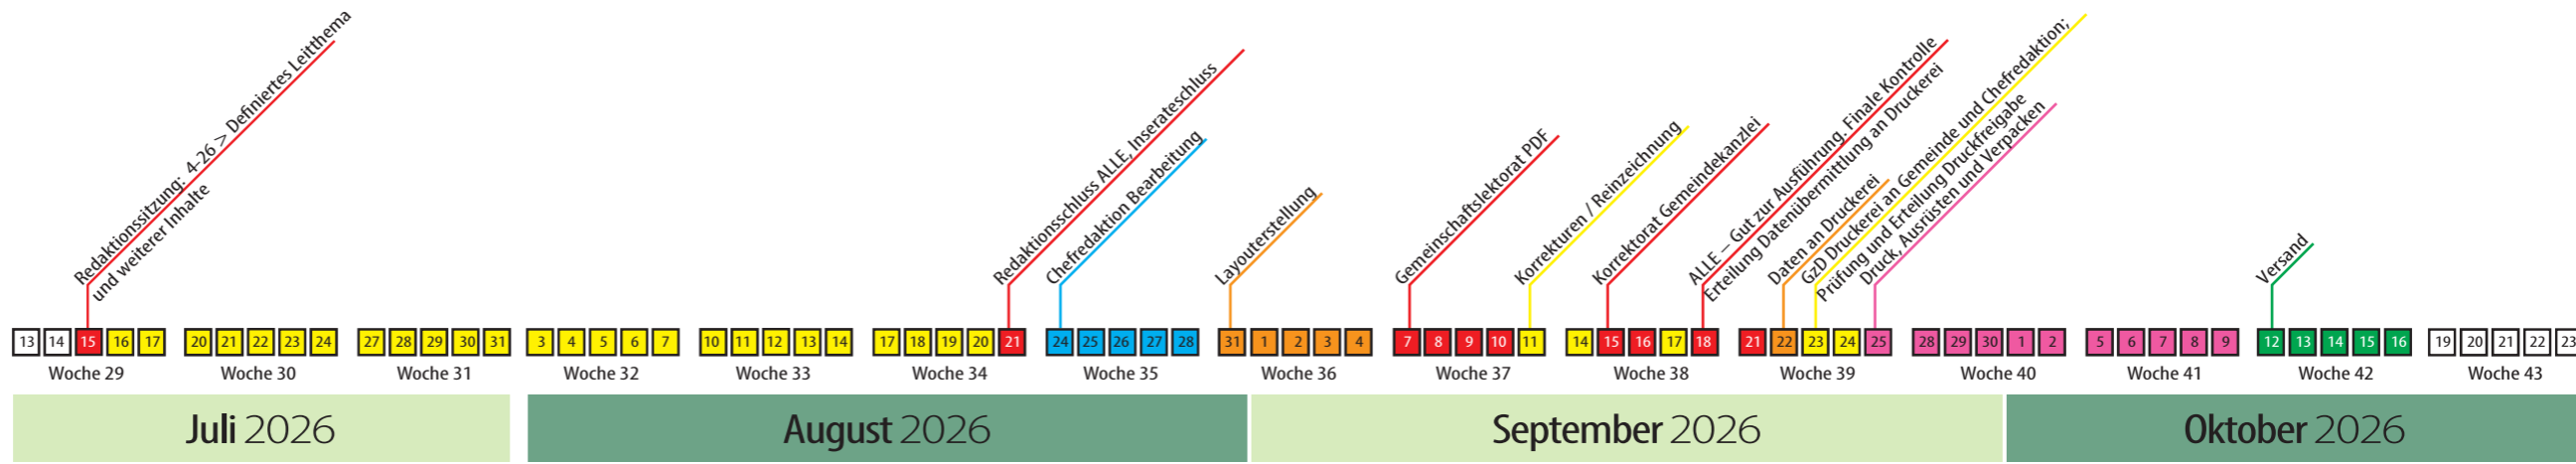 Redaktionssitzung: 4–26 > Definiertes Leitthema
und weiterer Inhalte
Redaktionsschluss ALLE, Inserateschluss
Chefredaktion Bearbeitung
Layouterstellung
Gemeinschaftslektorat PDF
Korrekturen / Reinzeichnung
Korrektorat Gemeindekanzlei
ALLE – Gut zur Ausführung. Finale Kontrolle
Erteilung Datenübermittlung an Druckerei
Daten an Druckerei
GzD Druckerei an Gemeinde und Chefredaktion;
Prüfung und Erteilung Druckfreigabe
Druck, Ausrüsten und Verpacken
Versand
13 14 15 16 17 20 21 22 23 24 27 28 29 30 31 3 4 5 6 7 10 11 12 13 14 17 18 19 20 21 24 25 26 27 28 31 1 2 3 4 7 8 9 10 11 14 15 16 17 18 21 22 23 24 25 28 29 30 1 2 5 6 7 8 9 12 13 14 15 16 19 20 21 22 23
Woche 29 Woche 30 Woche 31 Woche 32 Woche 33 Woche 34 Woche 35 Woche 36 Woche 37 Woche 38 Woche 39 Woche 40 Woche 41 Woche 42 Woche 43
Juli 2026 August 2026 September 2026 Oktober 2026